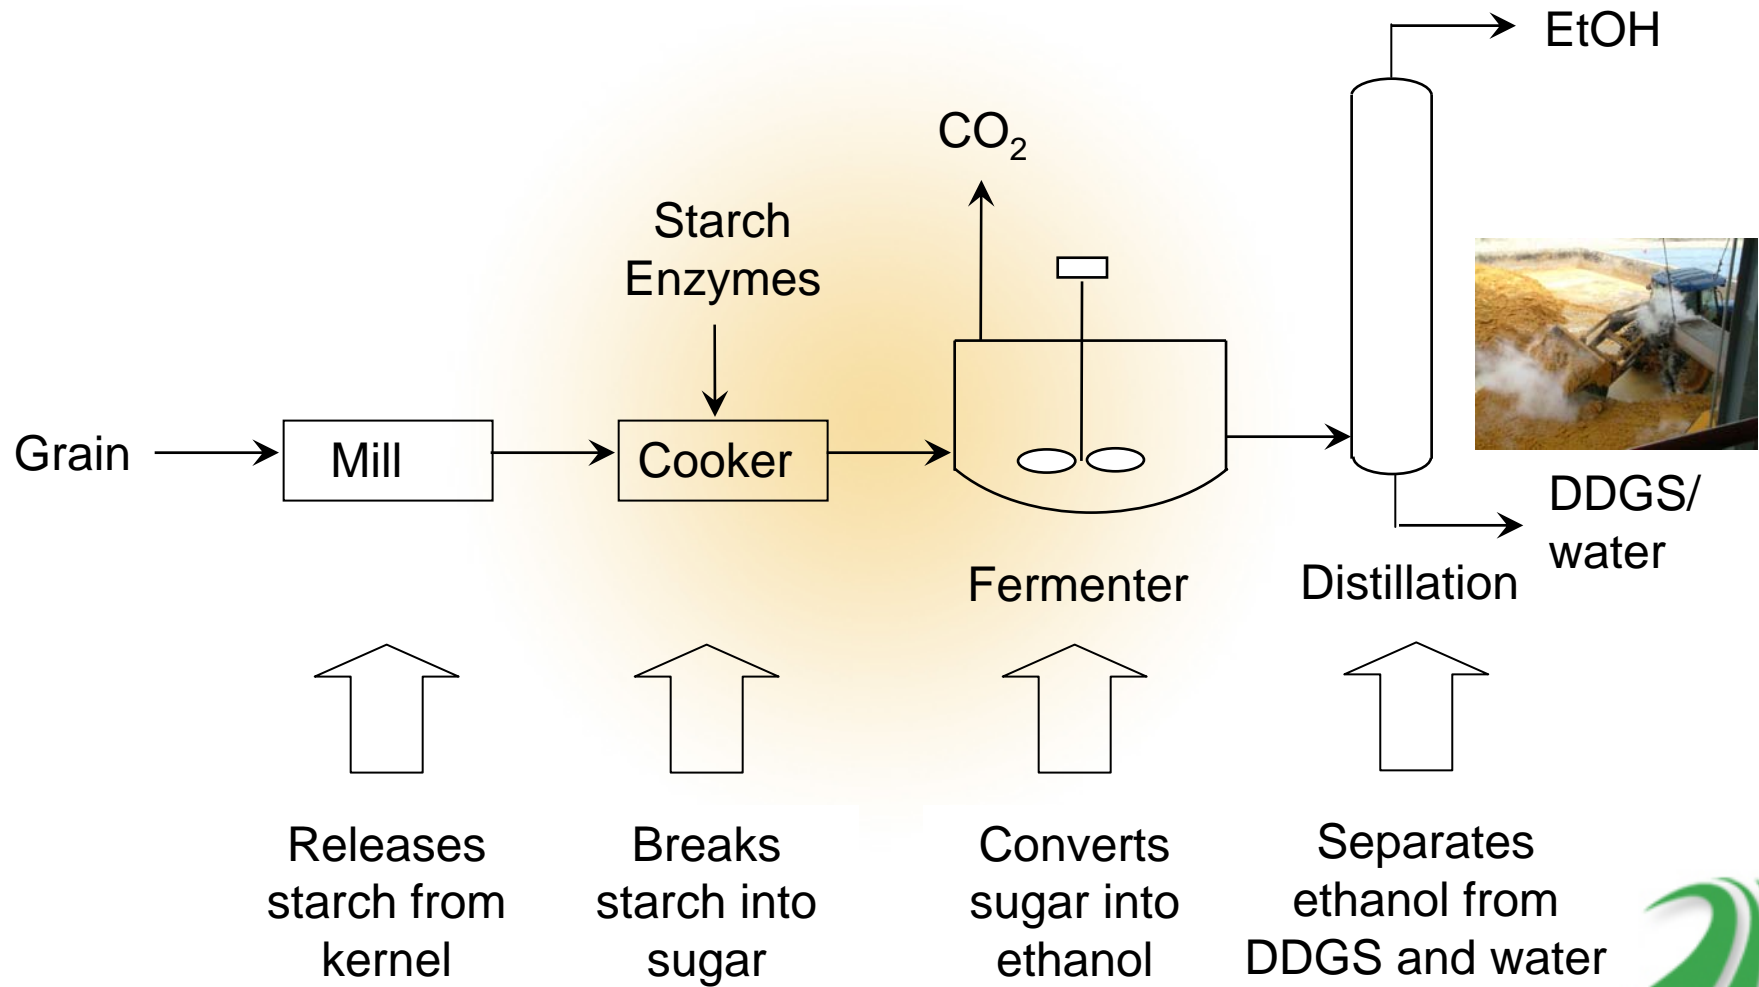 EtOH
CO₂
Starch
Enzymes
Grain
Mill
Cooker
DDGS/
water
Fermenter
Distillation
Releases
starch from
kernel
Breaks
starch into
sugar
Converts
sugar into
ethanol
Separates
ethanol from
DDGS and water